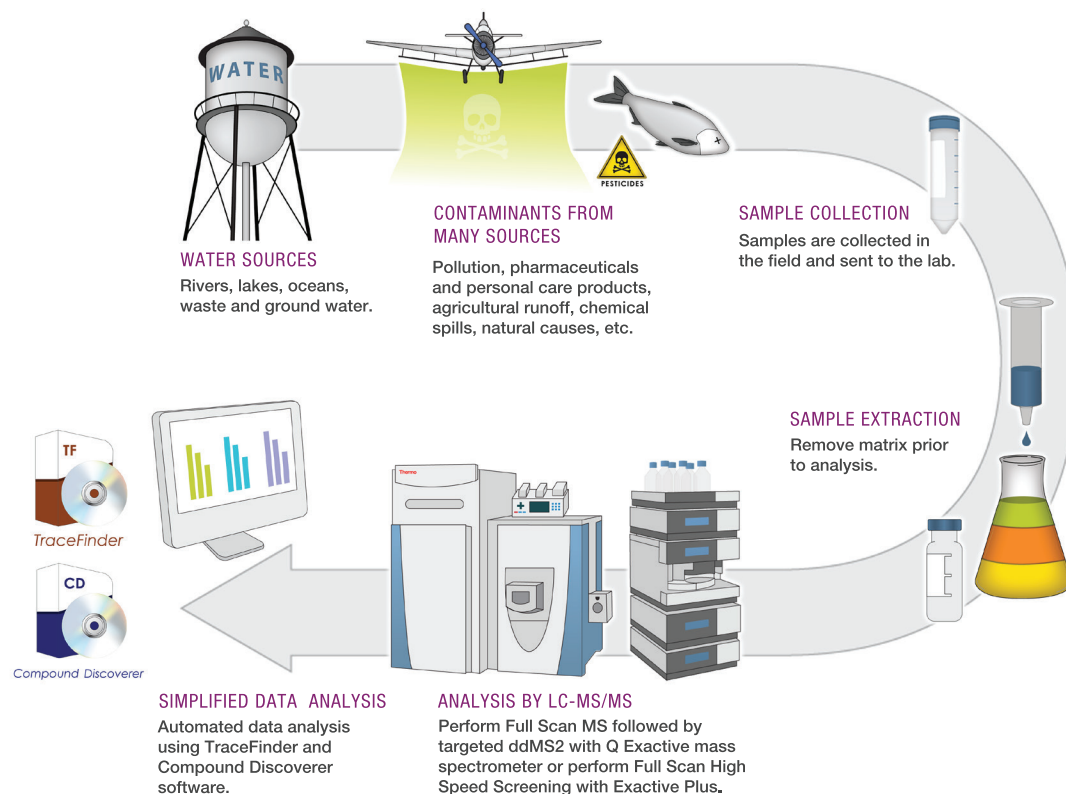 WATER
PESTICIDES
WATER SOURCES
Rivers, lakes, oceans,
waste and ground water.
CONTAMINANTS FROM
MANY SOURCES
Pollution, pharmaceuticals
and personal care products,
agricultural runoff, chemical
spills, natural causes, etc.
SAMPLE COLLECTION
Samples are collected in
the field and sent to the lab.
SAMPLE EXTRACTION
Remove matrix prior
to analysis.
Thermo
ANALYSIS BY LC-MS/MS
Perform Full Scan MS followed by
targeted ddMS2 with Q Exactive mass
spectrometer or perform Full Scan High
Speed Screening with Exactive Plus.
TF
TraceFinder
CD
Compound Discoverer
SIMPLIFIED DATA ANALYSIS
Automated data analysis
using TraceFinder and
Compound Discoverer
software.